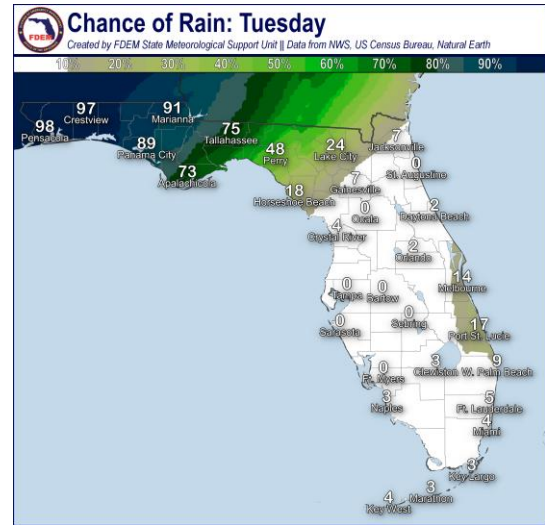 Chance of Rain: Tuesday
Created by FDEM State Meteorological Support Unit || Data from NWS, US Census Bureau, Natural Earth
FDEM
10% 20% 30% 40% 50% 60% 70% 80% 90%
98
Pensacola
97
Crestview
91
Marianna
89
Panama City
75
Tallahassee
73
Apalachicola
48
Perry
24
Lake City
7
Jacksonville
0
St. Augustine
18
Horseshoe Beach
7
Gainesville
0
Ocala
2
Daytona Beach
4
Crystal River
2
Orlando
14
Melbourne
0
Tampa
0
Bartow
0
Sebring
17
Port St. Lucie
0
Sarasota
0
Ft. Myers
3
Clewiston
9
W. Palm Beach
3
Naples
5
Ft. Lauderdale
4
Miami
3
Key Largo
3
Marathon
4
Key West